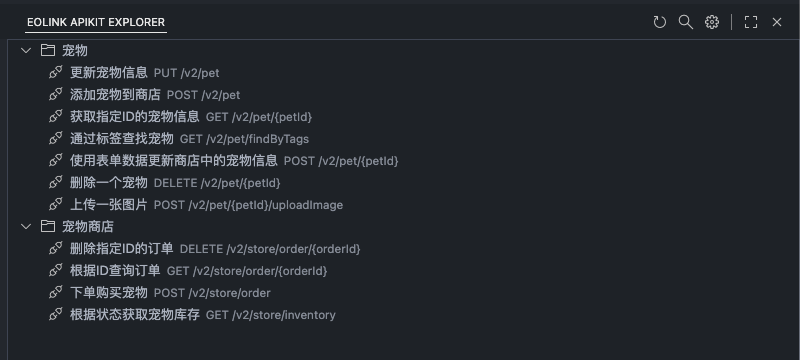 EOLINK APIKIT EXPLORER
宠物
更新宠物信息 PUT /v2/pet
添加宠物到商店 POST /v2/pet
获取指定ID的宠物信息 GET /v2/pet/{petId}
通过标签查找宠物 GET /v2/pet/findByTags
使用表单数据更新商店中的宠物信息 POST /v2/pet/{petId}
删除一个宠物 DELETE /v2/pet/{petId}
上传一张图片 POST /v2/pet/{petId}/uploadImage
宠物商店
删除指定ID的订单 DELETE /v2/store/order/{orderId}
根据ID查询订单 GET /v2/store/order/{orderId}
下单购买宠物 POST /v2/store/order
根据状态获取宠物库存 GET /v2/store/inventory